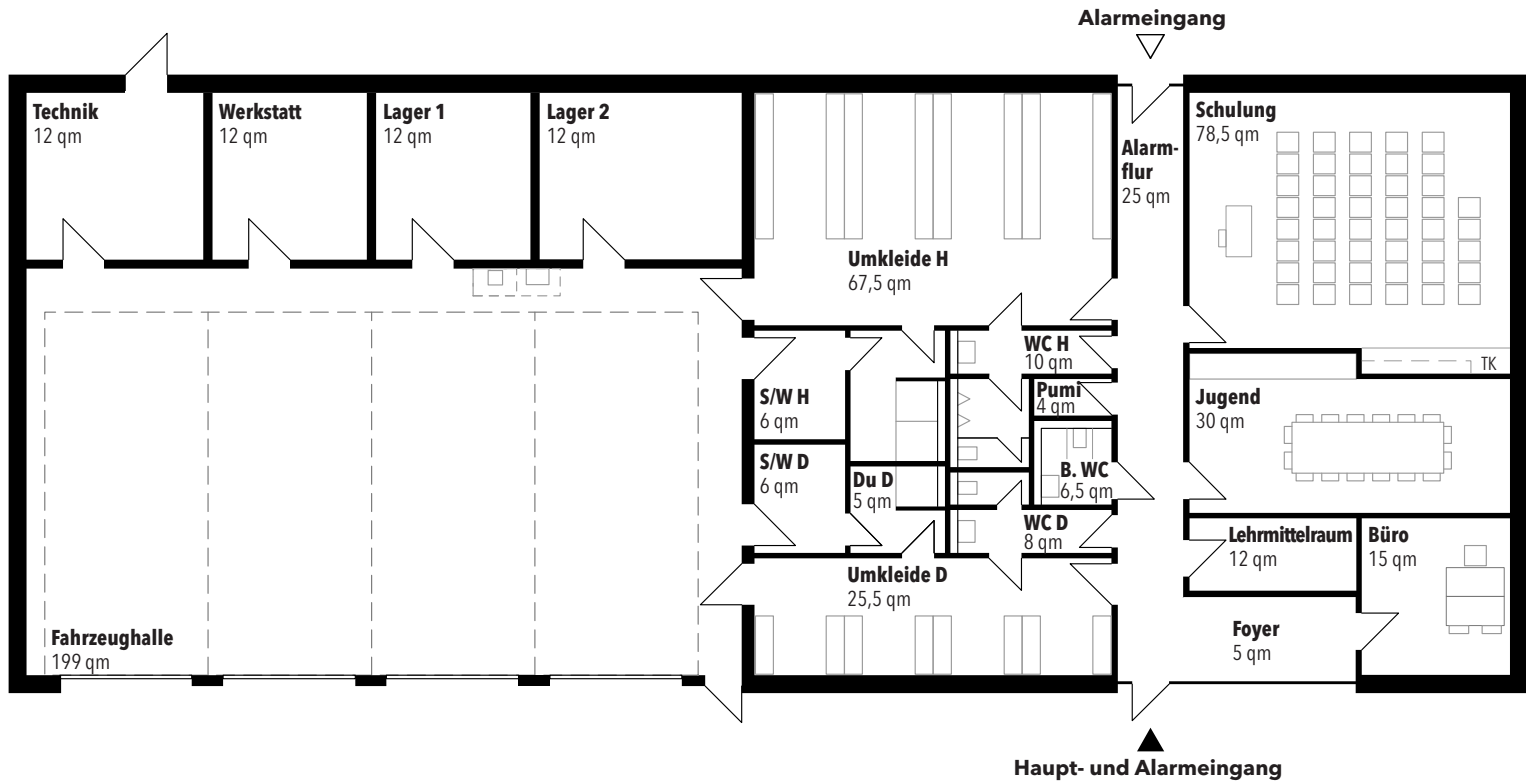 Alarmeingang
Technik
12 qm
Werkstatt
12 qm
Lager 1
12 qm
Lager 2
12 qm
Alarm-
flur
25 qm
Schulung
78,5 qm
Umkleide H
67,5 qm
WC H
10 qm
TK
S/W H
6 qm
Pumi
4 qm
Jugend
30 qm
S/W D
6 qm
Du D
5 qm
B. WC
6,5 qm
WC D
8 qm
Lehrmittelraum
12 qm
Büro
15 qm
Umkleide D
25,5 qm
Foyer
5 qm
Fahrzeughalle
199 qm
Haupt- und Alarmeingang